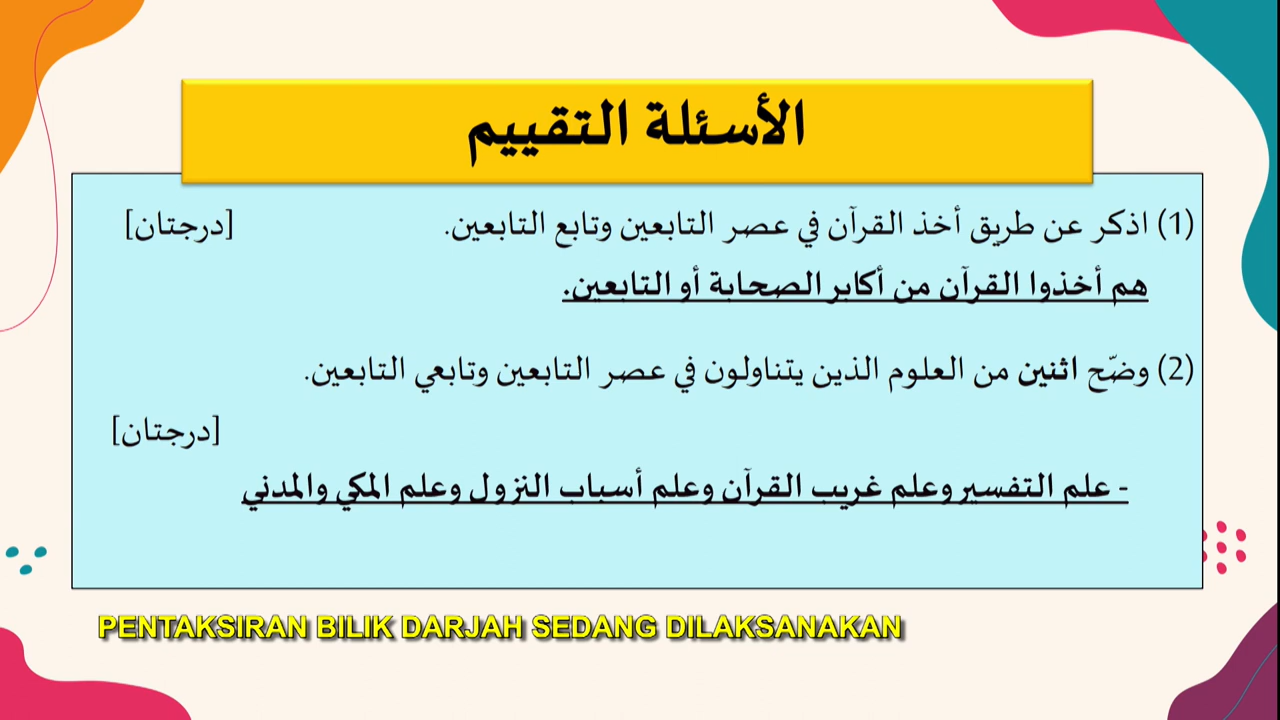 الأسئلة التقييم
(1) اذكر عن طريق أخذ القرآن في عصر التابعين وتابع التابعين. [درجتان]
هم أخذوا القرآن من أكابر الصحابة أو التابعين.
(2) وضّح اثنين من العلوم الذين يتناولون في عصر التابعين وتابعي التابعين.
[درجتان]
- علم التفسير وعلم غريب القرآن وعلم أسباب النزول وعلم المكي والمدني
PENTAKSIRAN BILIK DARJAH SEDANG DILAKSANAKAN